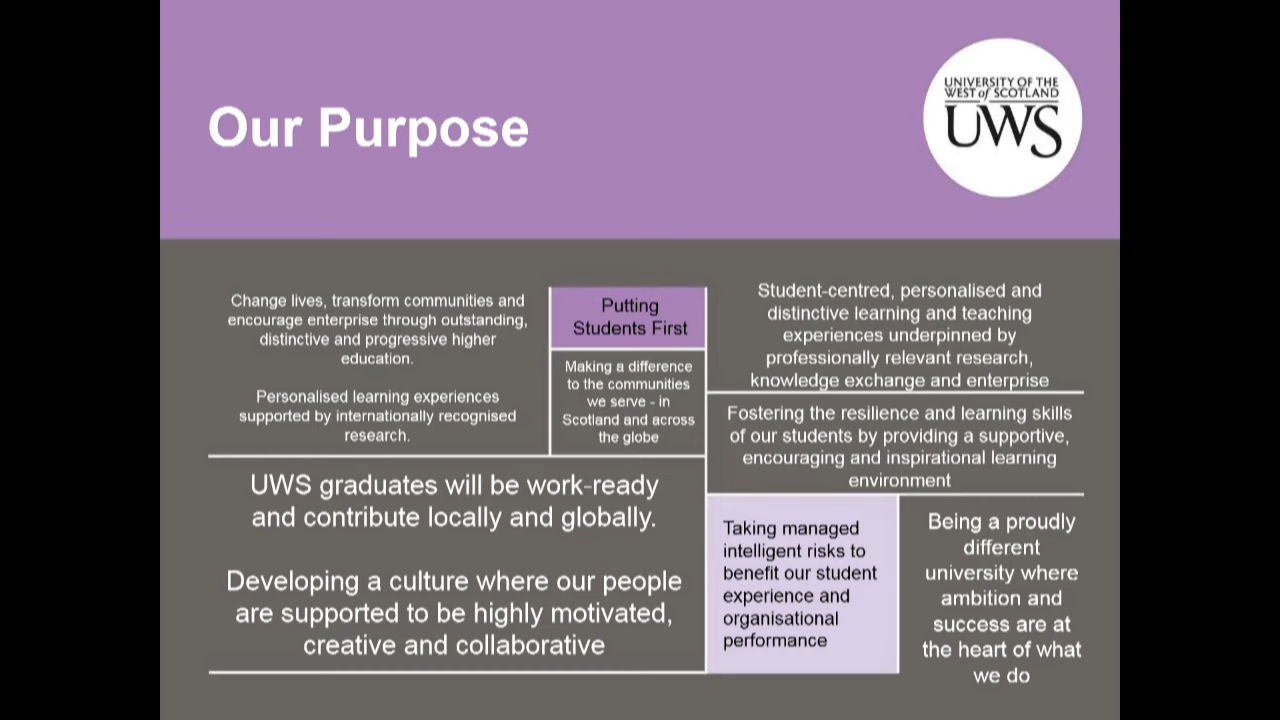 Our Purpose
UNIVERSITY OF THE
WEST of SCOTLAND
UWS
Change lives, transform communities and
encourage enterprise through outstanding,
distinctive and progressive higher
education.
Personalised learning experiences
supported by internationally recognised
research.
Putting
Students First
Making a difference
to the communities
we serve - in
Scotland and across
the globe
Student-centred, personalised and
distinctive learning and teaching
experiences underpinned by
professionally relevant research,
knowledge exchange and enterprise
Fostering the resilience and learning skills
of our students by providing a supportive,
encouraging and inspirational learning
environment
UWS graduates will be work-ready
and contribute locally and globally.
Developing a culture where our people
are supported to be highly motivated,
creative and collaborative
Taking managed
intelligent risks to
benefit our student
experience and
organisational
performance
Being a proudly
different
university where
ambition and
success are at
the heart of what
we do